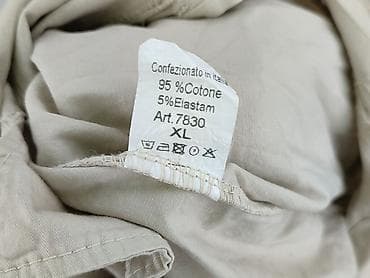 Confezionato in Italia
95 %Cotone
5%Elastam
Art.7830
XL